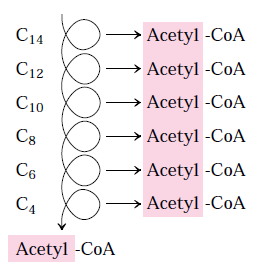 C₁₄ Acetyl -CoA
C₁₂ Acetyl -CoA
C₁₀ Acetyl -CoA
C₈ Acetyl -CoA
C₆ Acetyl -CoA
C₄ Acetyl -CoA
Acetyl -CoA